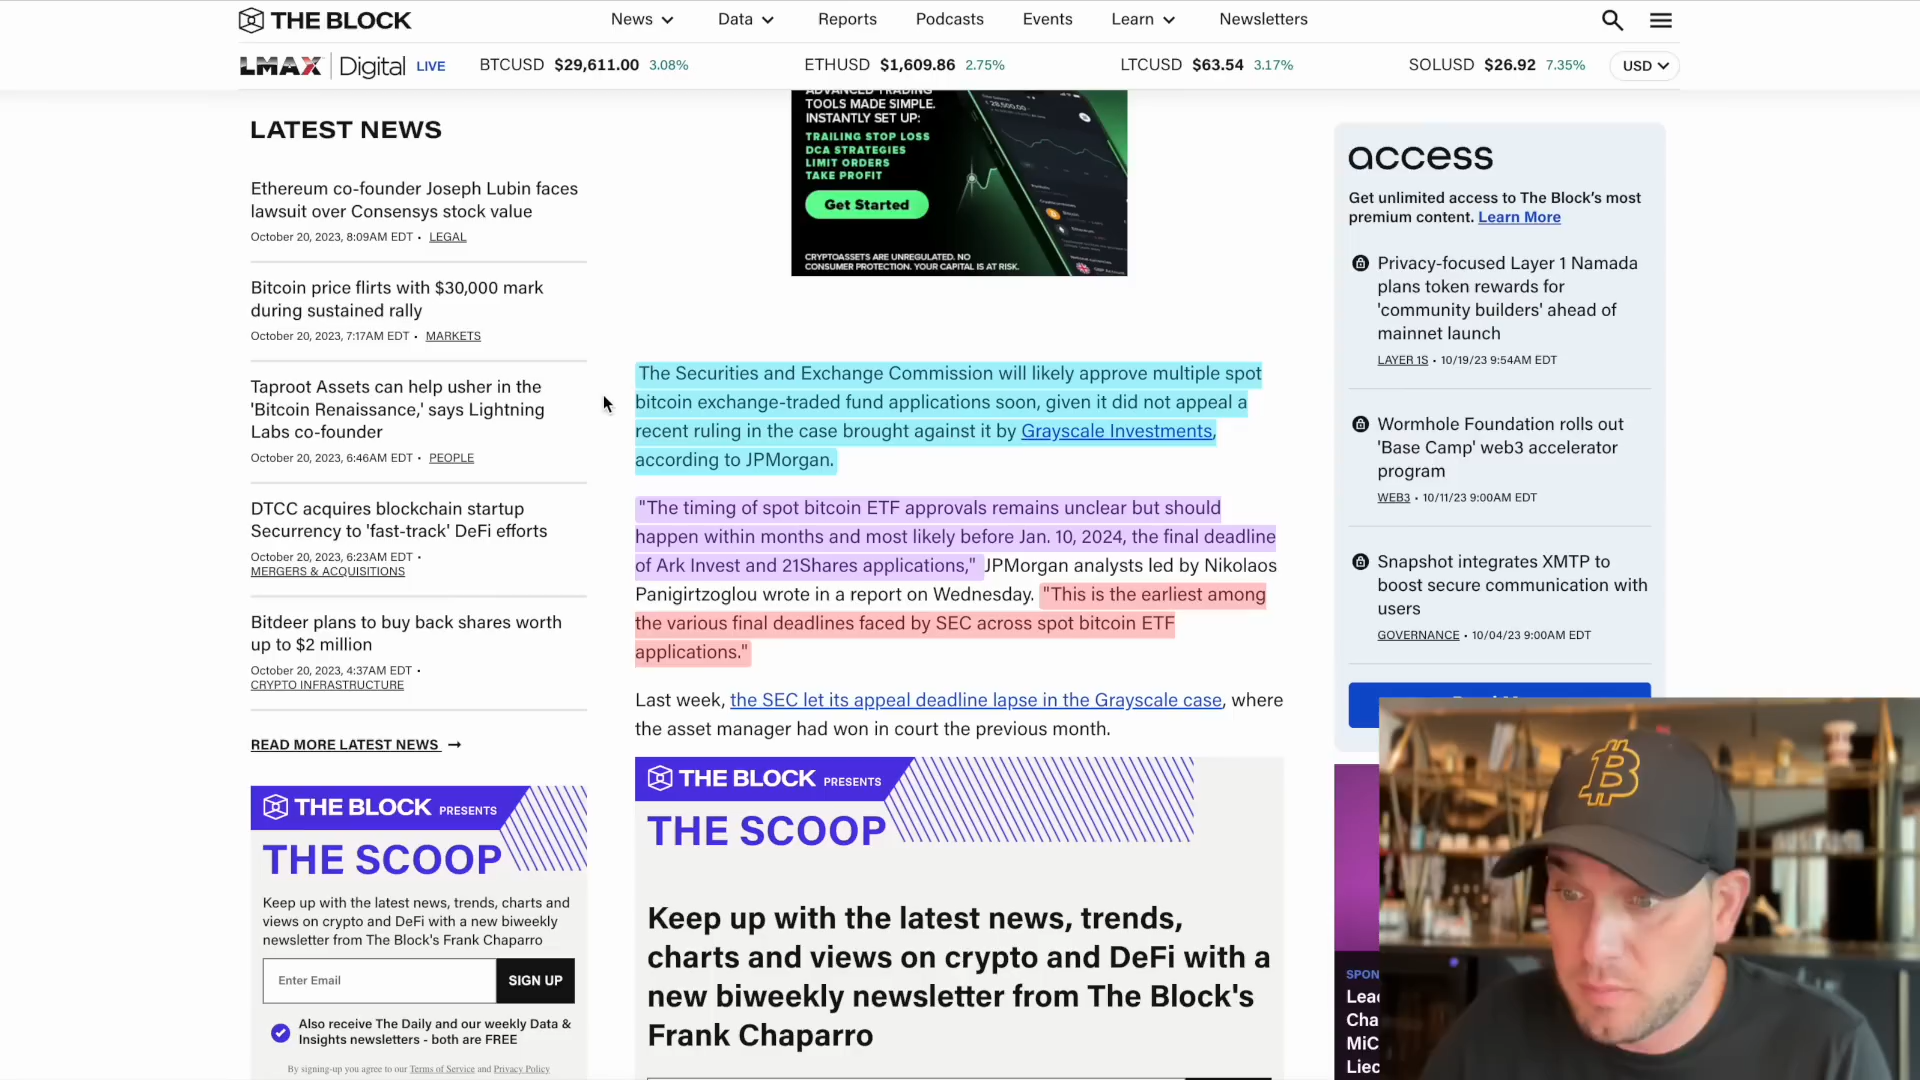 THE BLOCK
News
Data
Reports
Podcasts
Events
Learn
Newsletters
LMAX Digital LIVE
BTCUSD $29,611.00 3.08%
ETHUSD $1,609.86 2.75%
LTCUSD $63.54 3.17%
SOLUSD $26.92 7.35%
USD
LATEST NEWS
Ethereum co-founder Joseph Lubin faces
lawsuit over Consensys stock value
October 20, 2023, 8:09AM EDT • LEGAL
Bitcoin price flirts with $30,000 mark
during sustained rally
October 20, 2023, 7:17AM EDT • MARKETS
Taproot Assets can help usher in the
'Bitcoin Renaissance,' says Lightning
Labs co-founder
October 20, 2023, 6:46AM EDT • PEOPLE
DTCC acquires blockchain startup
Securrency to 'fast-track' DeFi efforts
October 20, 2023, 6:23AM EDT •
MERGERS & ACQUISITIONS
Bitdeer plans to buy back shares worth
up to $2 million
October 20, 2023, 4:37AM EDT •
CRYPTO INFRASTRUCTURE
READ MORE LATEST NEWS →
THE BLOCK PRESENTS
THE SCOOP
Keep up with the latest news, trends, charts and
views on crypto and DeFi with a new biweekly
newsletter from The Block's Frank Chaparro
Enter Email
SIGN UP
Also receive The Daily and our weekly Data &
Insights newsletters - both are FREE
By signing-up you agree to our Terms of Service and Privacy Policy
ADVANCED TRADING
TOOLS MADE SIMPLE.
INSTANTLY SET UP:
TRAILING STOP LOSS
DCA STRATEGIES
LIMIT ORDERS
TAKE PROFIT
Get Started
CRYPTOASSETS ARE UNREGULATED. NO
CONSUMER PROTECTION. YOUR CAPITAL IS AT RISK.
The Securities and Exchange Commission will likely approve multiple spot
bitcoin exchange-traded fund applications soon, given it did not appeal a
recent ruling in the case brought against it by Grayscale Investments,
according to JPMorgan.
"The timing of spot bitcoin ETF approvals remains unclear but should
happen within months and most likely before Jan. 10, 2024, the final deadline
of Ark Invest and 21Shares applications," JPMorgan analysts led by Nikolaos
Panigirtzoglou wrote in a report on Wednesday. "This is the earliest among
the various final deadlines faced by SEC across spot bitcoin ETF
applications."
Last week, the SEC let its appeal deadline lapse in the Grayscale case, where
the asset manager had won in court the previous month.
THE BLOCK PRESENTS
THE SCOOP
Keep up with the latest news, trends,
charts and views on crypto and DeFi with a
new biweekly newsletter from The Block's
Frank Chaparro
access
Get unlimited access to The Block's most
premium content. Learn More
Privacy-focused Layer 1 Namada
plans token rewards for
'community builders' ahead of
mainnet launch
LAYER 1S • 10/19/23 9:54AM EDT
Wormhole Foundation rolls out
'Base Camp' web3 accelerator
program
WEB3 • 10/11/23 9:00AM EDT
Snapshot integrates XMTP to
boost secure communication with
users
GOVERNANCE • 10/04/23 9:00AM EDT
SPON
Lea
Cha
MiC
Liec